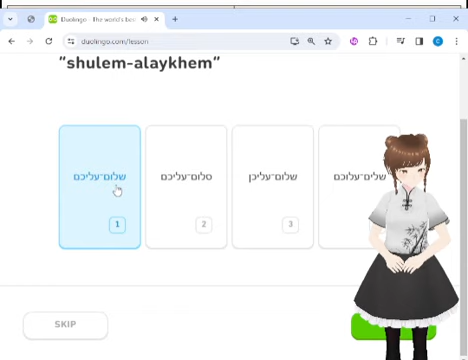 Duolingo - The world's bes
duolingo.com/lesson
"shulem-alaykhem"
שלום־עליכם
סלום־עליכם
שלום־עליכן
שלים־עלוכם
1
2
3
SKIP